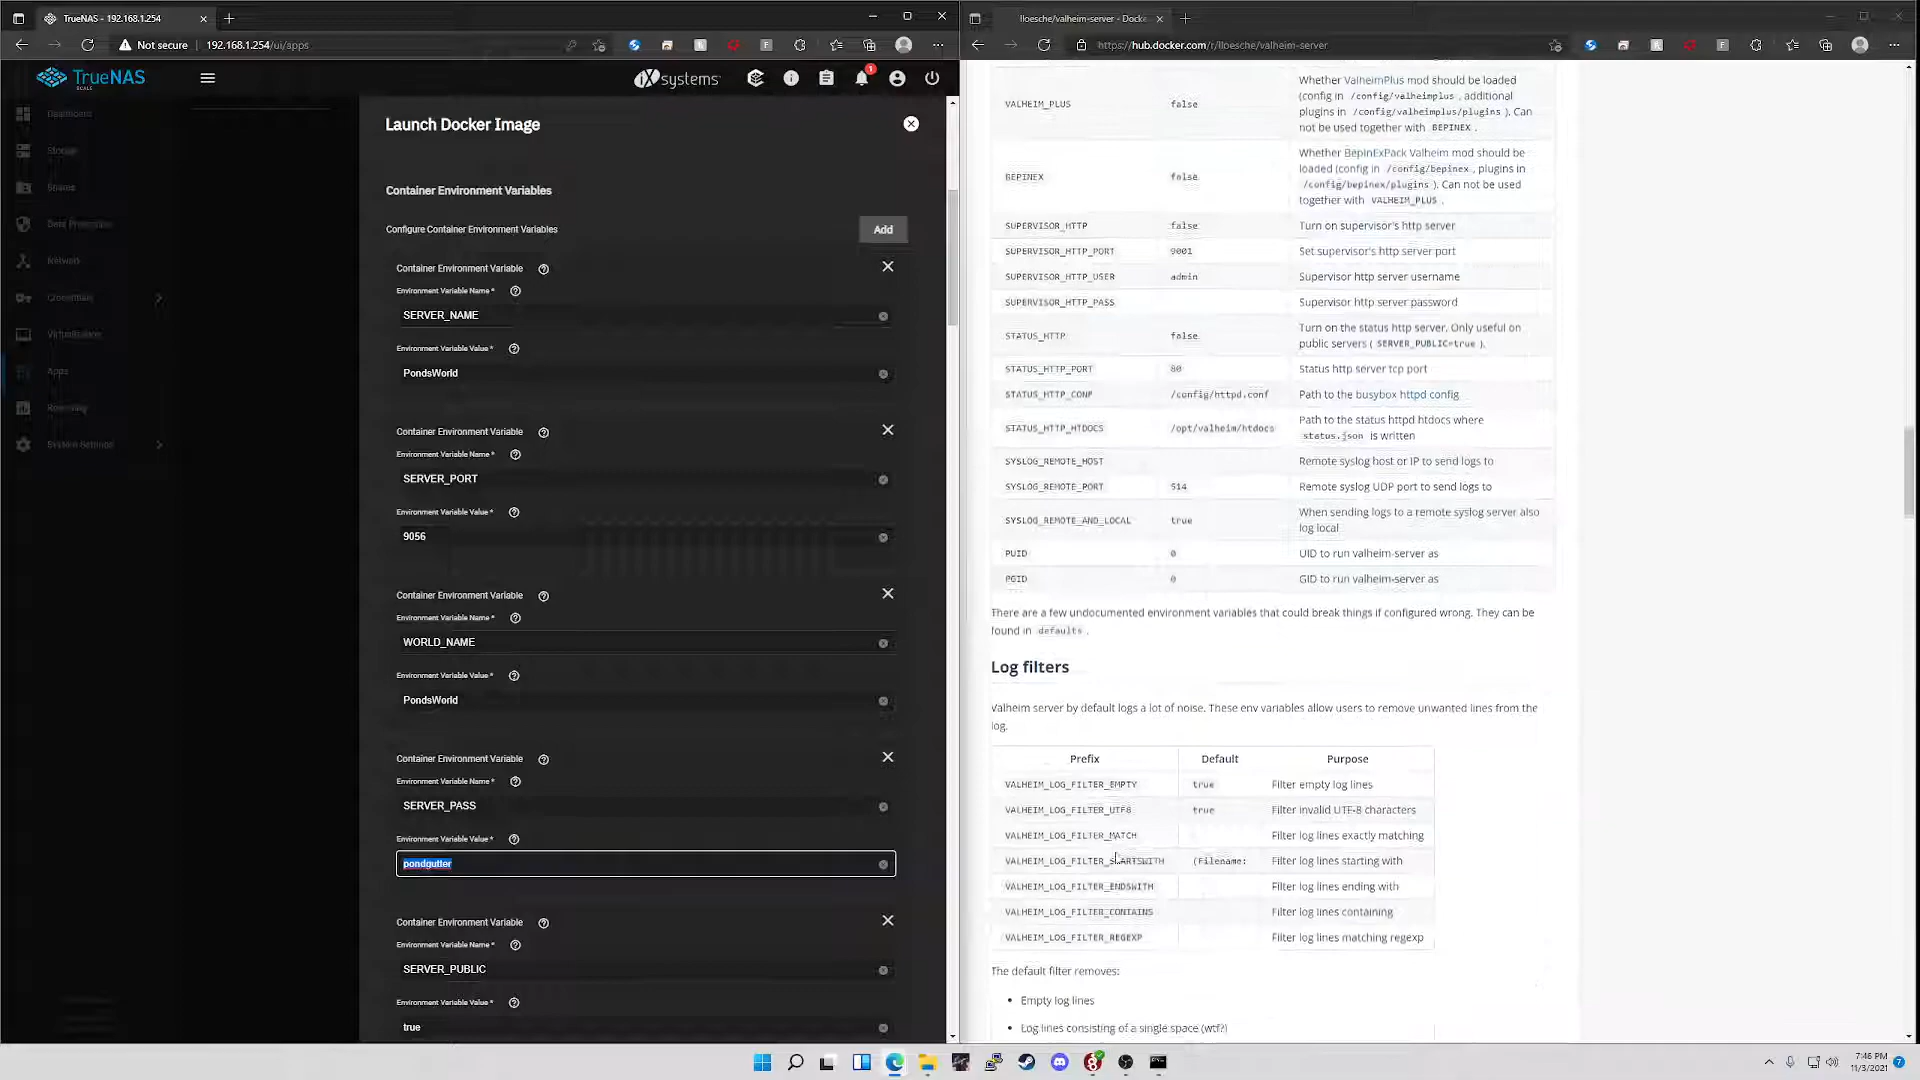 TrueNAS - 192.168.1.254
Not secure
192.168.1.254/ui/apps
TrueNAS
SCALE
iXsystems
1
Dashboard
Storage
Shares
Data Protection
Network
Credentials
Virtualization
Apps
Reporting
System Settings
Launch Docker Image
Container Environment Variables
Configure Container Environment Variables
Add
Container Environment Variable
Environment Variable Name *
SERVER_NAME
Environment Variable Value *
PondsWorld
Container Environment Variable
Environment Variable Name *
SERVER_PORT
Environment Variable Value *
9056
Container Environment Variable
Environment Variable Name *
WORLD_NAME
Environment Variable Value *
PondsWorld
Container Environment Variable
Environment Variable Name *
SERVER_PASS
Environment Variable Value *
pondgutter
Container Environment Variable
Environment Variable Name *
SERVER_PUBLIC
Environment Variable Value *
true
lloesche/valheim-server - Docke
https://hub.docker.com/r/lloesche/valheim-server
VALHEIM_PLUS false Whether ValheimPlus mod should be loaded
(config in /config/valheimplus , additional
plugins in /config/valheimplus/plugins ). Can
not be used together with BEPINEX .
BEPINEX false Whether BepInExPack Valheim mod should be
loaded (config in /config/bepinex , plugins in
/config/bepinex/plugins ). Can not be used
together with VALHEIM_PLUS .
SUPERVISOR_HTTP false Turn on supervisor's http server
SUPERVISOR_HTTP_PORT 9001 Set supervisor's http server port
SUPERVISOR_HTTP_USER admin Supervisor http server username
SUPERVISOR_HTTP_PASS Supervisor http server password
STATUS_HTTP false Turn on the status http server. Only useful on
public servers ( SERVER_PUBLIC=true ).
STATUS_HTTP_PORT 80 Status http server tcp port
STATUS_HTTP_CONF /config/httpd.conf Path to the busybox httpd config
STATUS_HTTP_HTDOCS /opt/valheim/htdocs Path to the status httpd htdocs where
status.json is written
SYSLOG_REMOTE_HOST Remote syslog host or IP to send logs to
SYSLOG_REMOTE_PORT 514 Remote syslog UDP port to send logs to
SYSLOG_REMOTE_AND_LOCAL true When sending logs to a remote syslog server also
log local
PUID 0 UID to run valheim-server as
PGID 0 GID to run valheim-server as
There are a few undocumented environment variables that could break things if configured wrong. They can be
found in defaults .
Log filters
Valheim server by default logs a lot of noise. These env variables allow users to remove unwanted lines from the
log.
Prefix Default Purpose
VALHEIM_LOG_FILTER_EMPTY true Filter empty log lines
VALHEIM_LOG_FILTER_UTF8 true Filter invalid UTF-8 characters
VALHEIM_LOG_FILTER_MATCH Filter log lines exactly matching
VALHEIM_LOG_FILTER_STARTSWITH (Filename: Filter log lines starting with
VALHEIM_LOG_FILTER_ENDSWITH Filter log lines ending with
VALHEIM_LOG_FILTER_CONTAINS Filter log lines containing
VALHEIM_LOG_FILTER_REGEXP Filter log lines matching regexp
The default filter removes:
• Empty log lines
• Log lines consisting of a single space (wtf?)
7:46 PM
11/3/2021
7